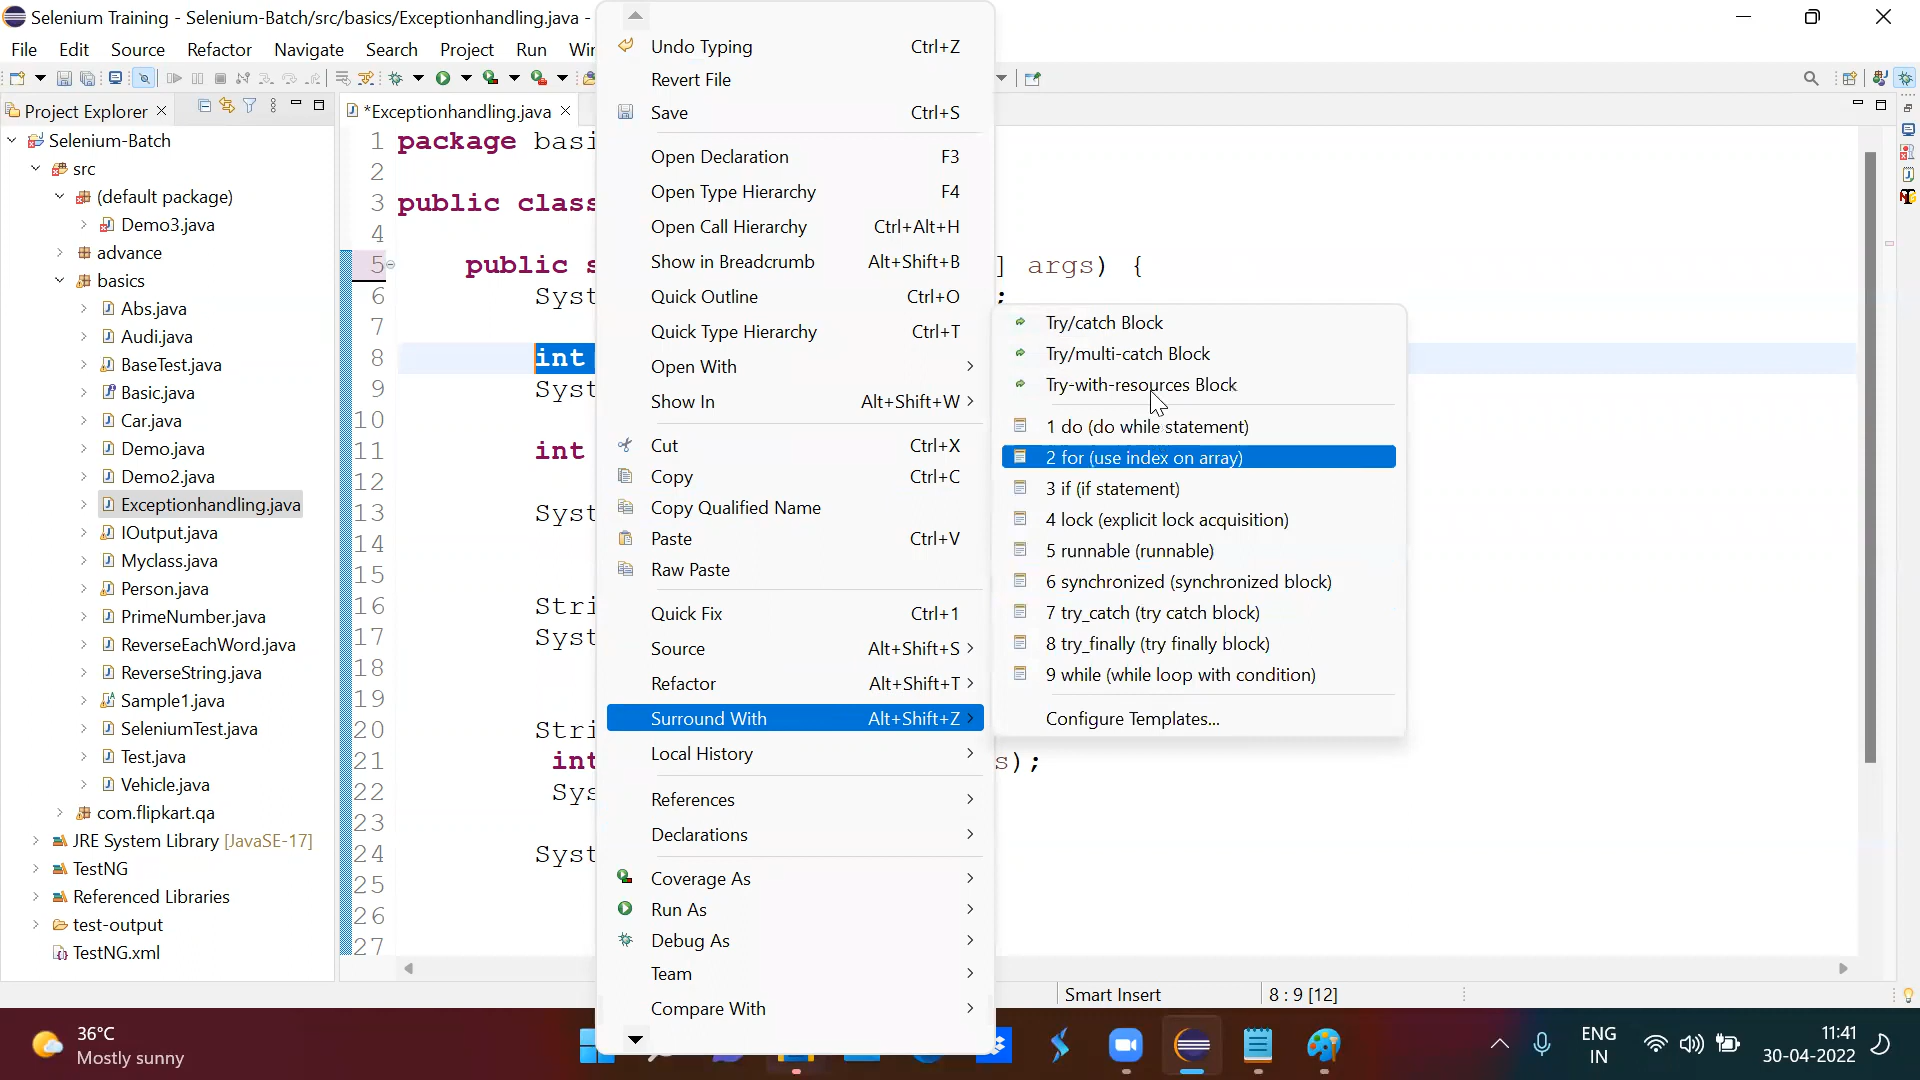 Selenium Training - Selenium-Batch/src/basics/Exceptionhandling.java -
File Edit Source Refactor Navigate Search Project Run
Project Explorer
*Exceptionhandling.java
Selenium-Batch
src
(default package)
Demo3.java
advance
basics
Abs.java
Audi.java
BaseTest.java
Basic.java
Car.java
Demo.java
Demo2.java
Exceptionhandling.java
IOutput.java
Myclass.java
Person.java
PrimeNumber.java
ReverseEachWord.java
ReverseString.java
Sample1.java
SeleniumTest.java
Test.java
Vehicle.java
com.flipkart.qa
JRE System Library [JavaSE-17]
TestNG
Referenced Libraries
test-output
TestNG.xml
1 package basi
2
3 public class
4
5 public s ] args) {
6 Syst ;
7
8 int
9 Syst
10
11 int
12
13 Syst
14
15
16 Stri
17 Syst
18
19
20 Stri
21 int s);
22 Sys
23
24 Syst
25
26
27
Undo Typing Ctrl+Z
Revert File
Save Ctrl+S
Open Declaration F3
Open Type Hierarchy F4
Open Call Hierarchy Ctrl+Alt+H
Show in Breadcrumb Alt+Shift+B
Quick Outline Ctrl+O
Quick Type Hierarchy Ctrl+T
Open With
Show In Alt+Shift+W
Cut Ctrl+X
Copy Ctrl+C
Copy Qualified Name
Paste Ctrl+V
Raw Paste
Quick Fix Ctrl+1
Source Alt+Shift+S
Refactor Alt+Shift+T
Surround With Alt+Shift+Z
Local History
References
Declarations
Coverage As
Run As
Debug As
Team
Compare With
Try/catch Block
Try/multi-catch Block
Try-with-resources Block
1 do (do while statement)
2 for (use index on array)
3 if (if statement)
4 lock (explicit lock acquisition)
5 runnable (runnable)
6 synchronized (synchronized block)
7 try_catch (try catch block)
8 try_finally (try finally block)
9 while (while loop with condition)
Configure Templates...
Smart Insert 8 : 9 [12]
36°C
Mostly sunny
ENG
IN
11:41
30-04-2022